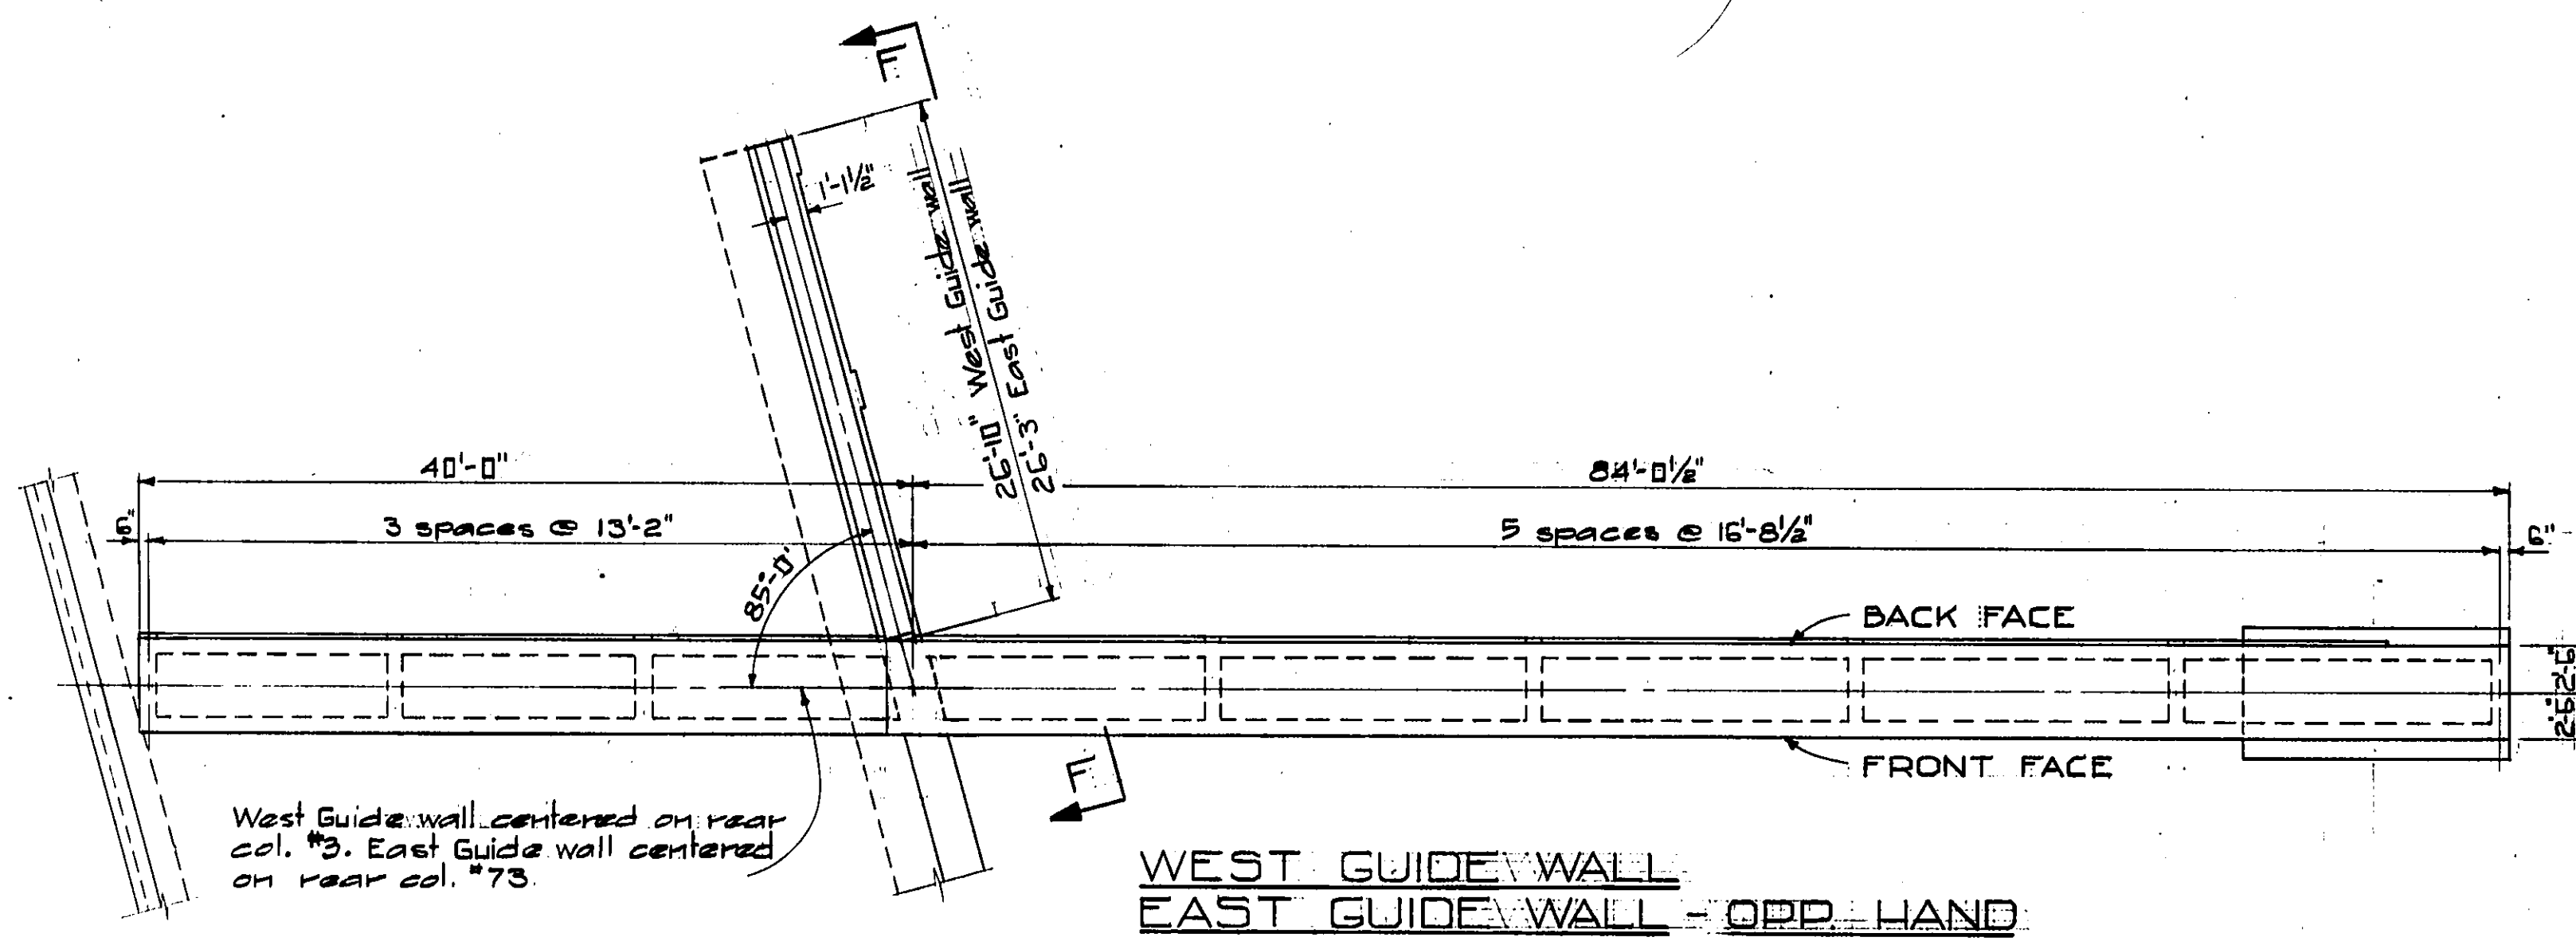 F
1'-1½"
26'-10" West Guide wall
26'-3" East Guide wall
40'-0"
84'-0½"
6"
3 spaces @ 13'-2"
5 spaces @ 16'-8½"
6"
85°-0'
BACK FACE
2'-6"
2'-6"
FRONT FACE
F
West Guide wall centered on rear
col. #3. East Guide wall centered
on rear col. #73.
WEST GUIDE WALL
EAST GUIDE WALL - OPP. HAND